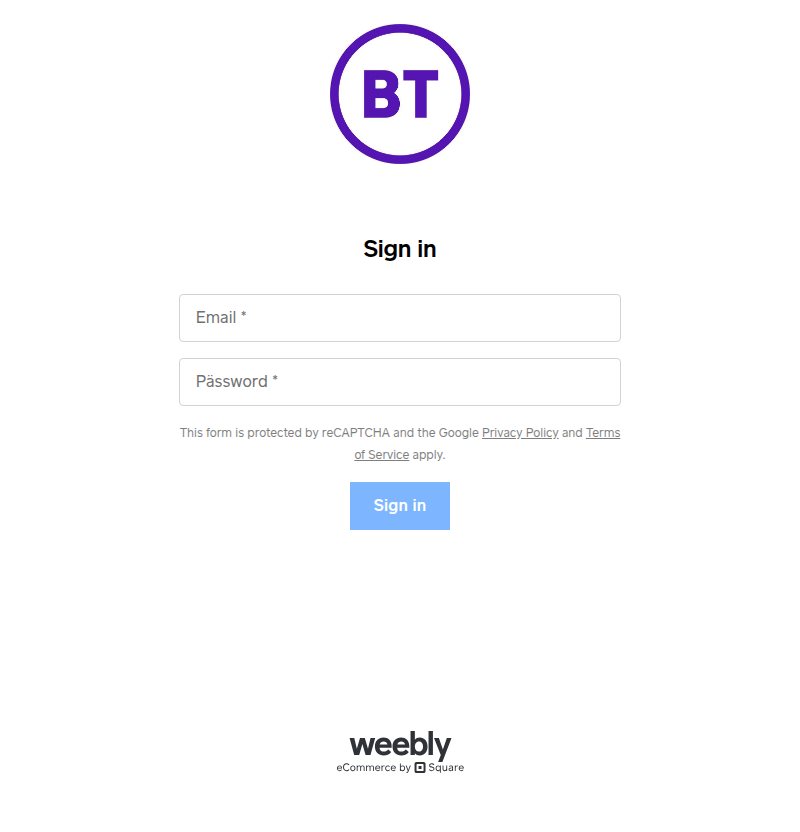 BT
Sign in
Email *
Pässword *
This form is protected by reCAPTCHA and the Google Privacy Policy and Terms
of Service apply.
Sign in
weebly
eCommerce by Square